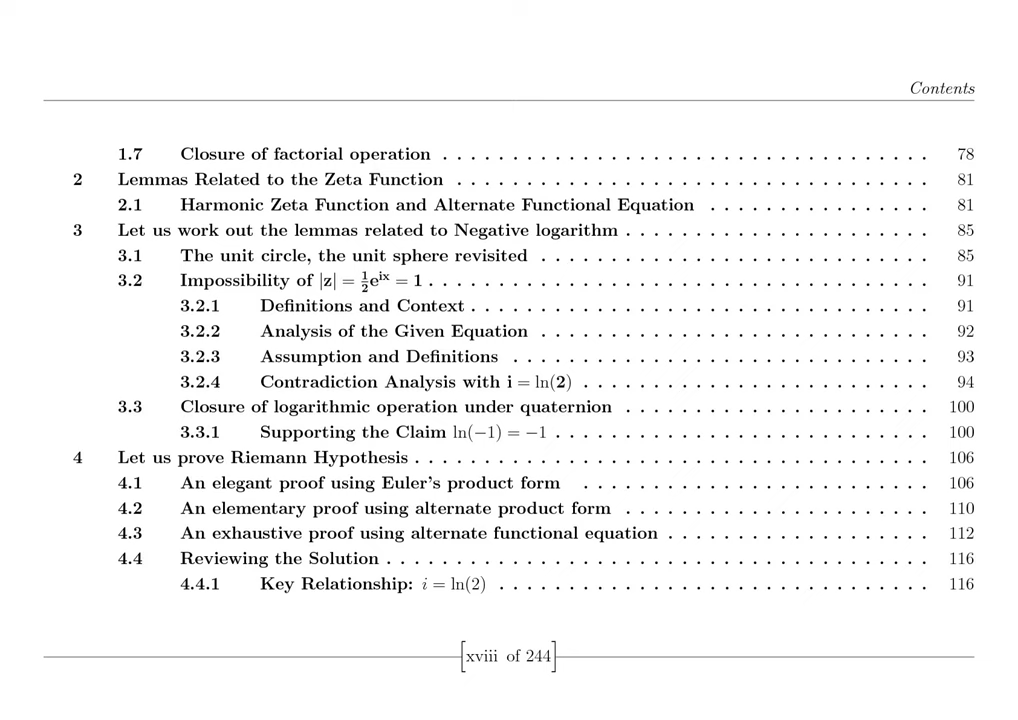 Contents
1.7 Closure of factorial operation . . . . . . . . . . . . . . . . . . . . . . . . . . . . . . . . . . . 78
2 Lemmas Related to the Zeta Function . . . . . . . . . . . . . . . . . . . . . . . . . . . . . . . . . . 81
2.1 Harmonic Zeta Function and Alternate Functional Equation . . . . . . . . . . . . . . . . 81
3 Let us work out the lemmas related to Negative logarithm . . . . . . . . . . . . . . . . . . . . . . 85
3.1 The unit circle, the unit sphere revisited . . . . . . . . . . . . . . . . . . . . . . . . . . . . 85
3.2 Impossibility of |z| = ½e^ix = 1 . . . . . . . . . . . . . . . . . . . . . . . . . . . . . . . . . . . . 91
3.2.1 Definitions and Context . . . . . . . . . . . . . . . . . . . . . . . . . . . . . . . . . 91
3.2.2 Analysis of the Given Equation . . . . . . . . . . . . . . . . . . . . . . . . . . . . 92
3.2.3 Assumption and Definitions . . . . . . . . . . . . . . . . . . . . . . . . . . . . . . 93
3.2.4 Contradiction Analysis with i = ln(2) . . . . . . . . . . . . . . . . . . . . . . . . . 94
3.3 Closure of logarithmic operation under quaternion . . . . . . . . . . . . . . . . . . . . . . 100
3.3.1 Supporting the Claim ln(−1) = −1 . . . . . . . . . . . . . . . . . . . . . . . . . . . 100
4 Let us prove Riemann Hypothesis . . . . . . . . . . . . . . . . . . . . . . . . . . . . . . . . . . . . . 106
4.1 An elegant proof using Euler's product form . . . . . . . . . . . . . . . . . . . . . . . . . 106
4.2 An elementary proof using alternate product form . . . . . . . . . . . . . . . . . . . . . . 110
4.3 An exhaustive proof using alternate functional equation . . . . . . . . . . . . . . . . . . . 112
4.4 Reviewing the Solution . . . . . . . . . . . . . . . . . . . . . . . . . . . . . . . . . . . . . . . 116
4.4.1 Key Relationship: i = ln(2) . . . . . . . . . . . . . . . . . . . . . . . . . . . . . . . 116
[xviii of 244]